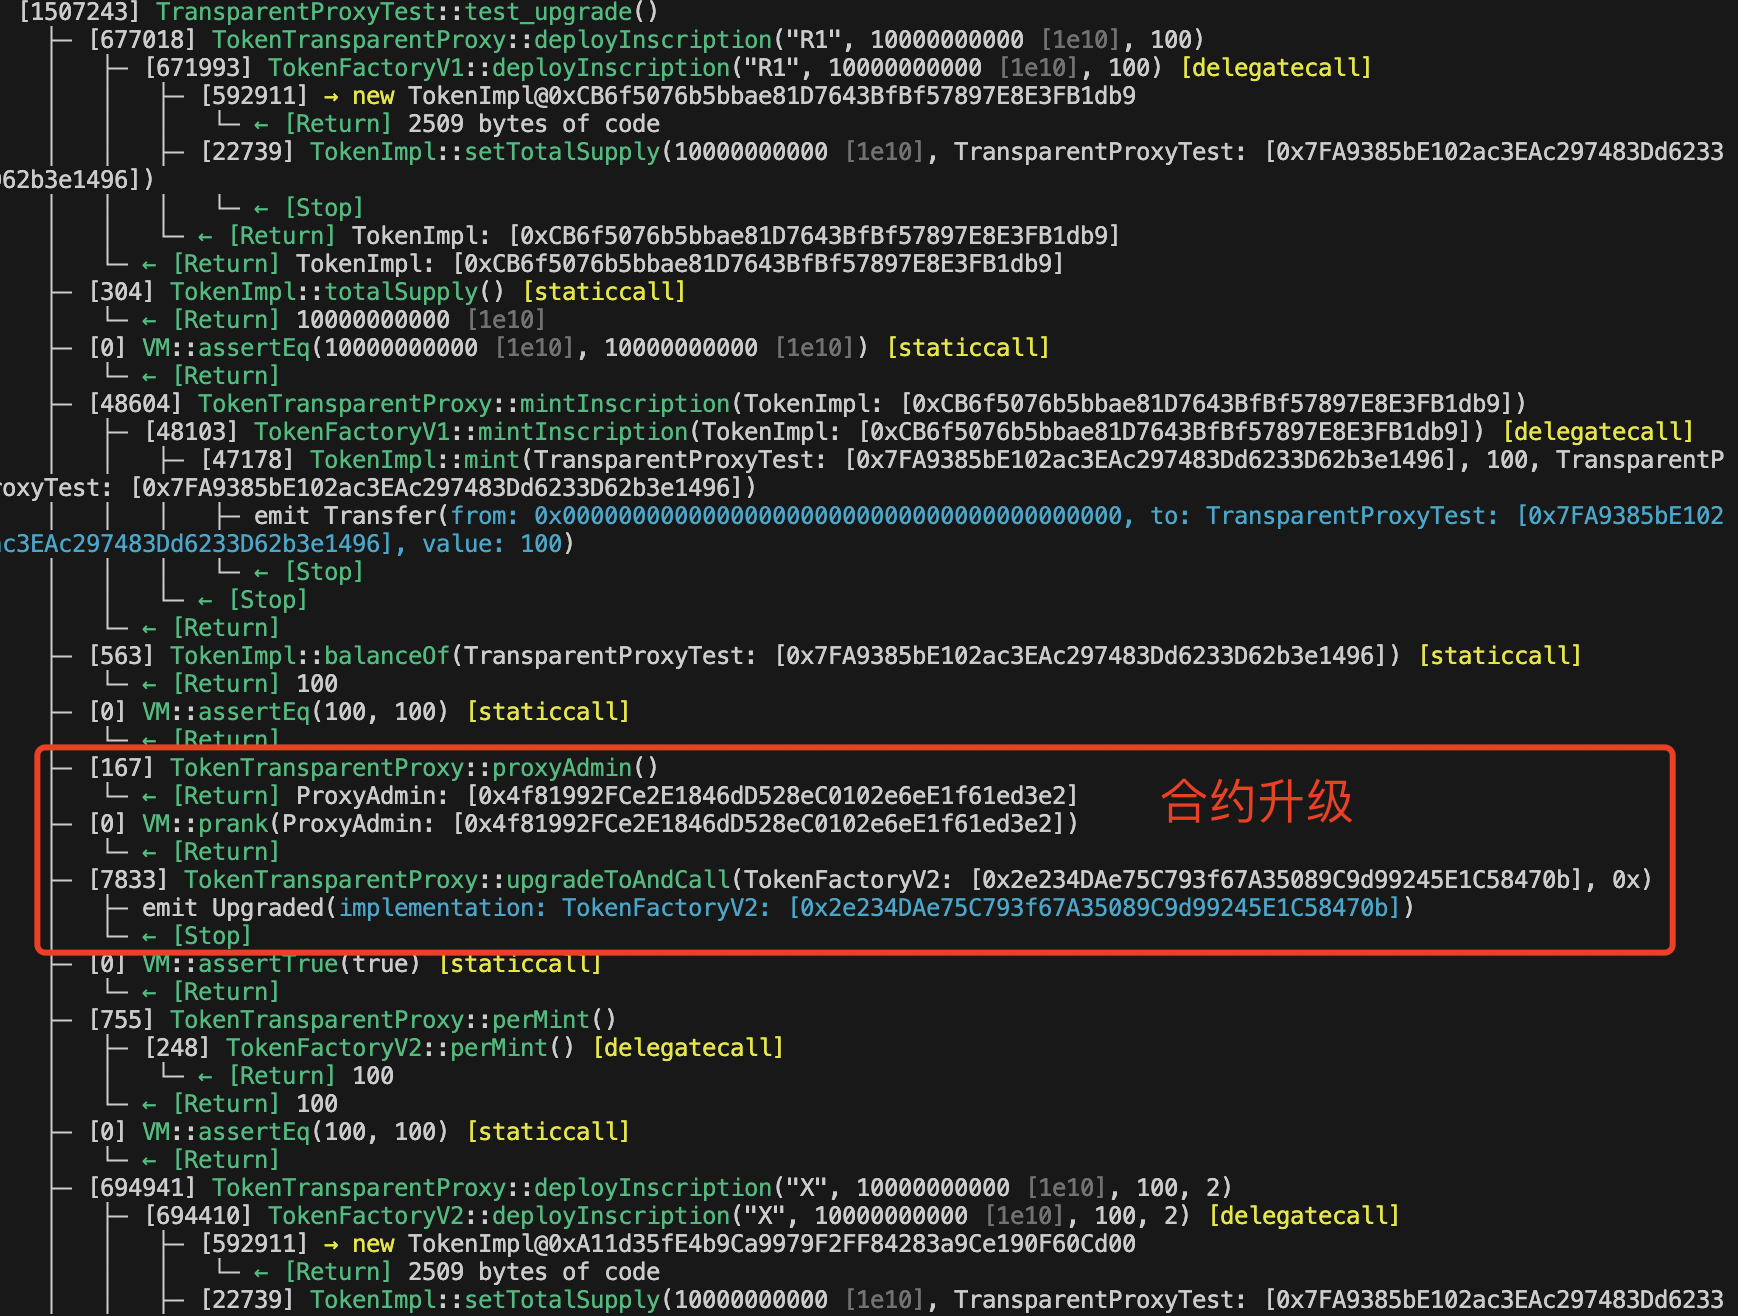 [1507243] TransparentProxyTest::test_upgrade()
├─ [677018] TokenTransparentProxy::deployInscription("R1", 10000000000 [1e10], 100)
│ ├─ [671993] TokenFactoryV1::deployInscription("R1", 10000000000 [1e10], 100) [delegatecall]
│ │ ├─ [592911] → new TokenImpl@0xCB6f5076b5bbae81D7643BfBf57897E8E3FB1db9
│ │ │ └─ ← [Return] 2509 bytes of code
│ │ ├─ [22739] TokenImpl::setTotalSupply(10000000000 [1e10], TransparentProxyTest: [0x7FA9385bE102ac3EAc297483Dd6233
D62b3e1496])
│ │ │ └─ ← [Stop]
│ │ └─ ← [Return] TokenImpl: [0xCB6f5076b5bbae81D7643BfBf57897E8E3FB1db9]
│ └─ ← [Return] TokenImpl: [0xCB6f5076b5bbae81D7643BfBf57897E8E3FB1db9]
├─ [304] TokenImpl::totalSupply() [staticcall]
│ └─ ← [Return] 10000000000 [1e10]
├─ [0] VM::assertEq(10000000000 [1e10], 10000000000 [1e10]) [staticcall]
│ └─ ← [Return]
├─ [48604] TokenTransparentProxy::mintInscription(TokenImpl: [0xCB6f5076b5bbae81D7643BfBf57897E8E3FB1db9])
│ ├─ [48103] TokenFactoryV1::mintInscription(TokenImpl: [0xCB6f5076b5bbae81D7643BfBf57897E8E3FB1db9]) [delegatecall]
│ │ ├─ [47178] TokenImpl::mint(TransparentProxyTest: [0x7FA9385bE102ac3EAc297483Dd6233D62b3e1496], 100, TransparentP
roxyTest: [0x7FA9385bE102ac3EAc297483Dd6233D62b3e1496])
│ │ │ ├─ emit Transfer(from: 0x0000000000000000000000000000000000000000, to: TransparentProxyTest: [0x7FA9385bE102
ac3EAc297483Dd6233D62b3e1496], value: 100)
│ │ │ └─ ← [Stop]
│ │ └─ ← [Stop]
│ └─ ← [Return]
├─ [563] TokenImpl::balanceOf(TransparentProxyTest: [0x7FA9385bE102ac3EAc297483Dd6233D62b3e1496]) [staticcall]
│ └─ ← [Return] 100
├─ [0] VM::assertEq(100, 100) [staticcall]
│ └─ ← [Return]
├─ [167] TokenTransparentProxy::proxyAdmin()
│ └─ ← [Return] ProxyAdmin: [0x4f81992FCe2E1846dD528eC0102e6eE1f61ed3e2]
合约升级
├─ [0] VM::prank(ProxyAdmin: [0x4f81992FCe2E1846dD528eC0102e6eE1f61ed3e2])
│ └─ ← [Return]
├─ [7833] TokenTransparentProxy::upgradeToAndCall(TokenFactoryV2: [0x2e234DAe75C793f67A35089C9d99245E1C58470b], 0x)
│ ├─ emit Upgraded(implementation: TokenFactoryV2: [0x2e234DAe75C793f67A35089C9d99245E1C58470b])
│ └─ ← [Stop]
├─ [0] VM::assertTrue(true) [staticcall]
│ └─ ← [Return]
├─ [755] TokenTransparentProxy::perMint()
│ ├─ [248] TokenFactoryV2::perMint() [delegatecall]
│ │ └─ ← [Return] 100
│ └─ ← [Return] 100
├─ [0] VM::assertEq(100, 100) [staticcall]
│ └─ ← [Return]
├─ [694941] TokenTransparentProxy::deployInscription("X", 10000000000 [1e10], 100, 2)
│ ├─ [694410] TokenFactoryV2::deployInscription("X", 10000000000 [1e10], 100, 2) [delegatecall]
│ │ ├─ [592911] → new TokenImpl@0xA11d35fE4b9Ca9979F2FF84283a9Ce190F60Cd00
│ │ │ └─ ← [Return] 2509 bytes of code
│ │ ├─ [22739] TokenImpl::setTotalSupply(10000000000 [1e10], TransparentProxyTest: [0x7FA9385bE102ac3EAc297483Dd6233